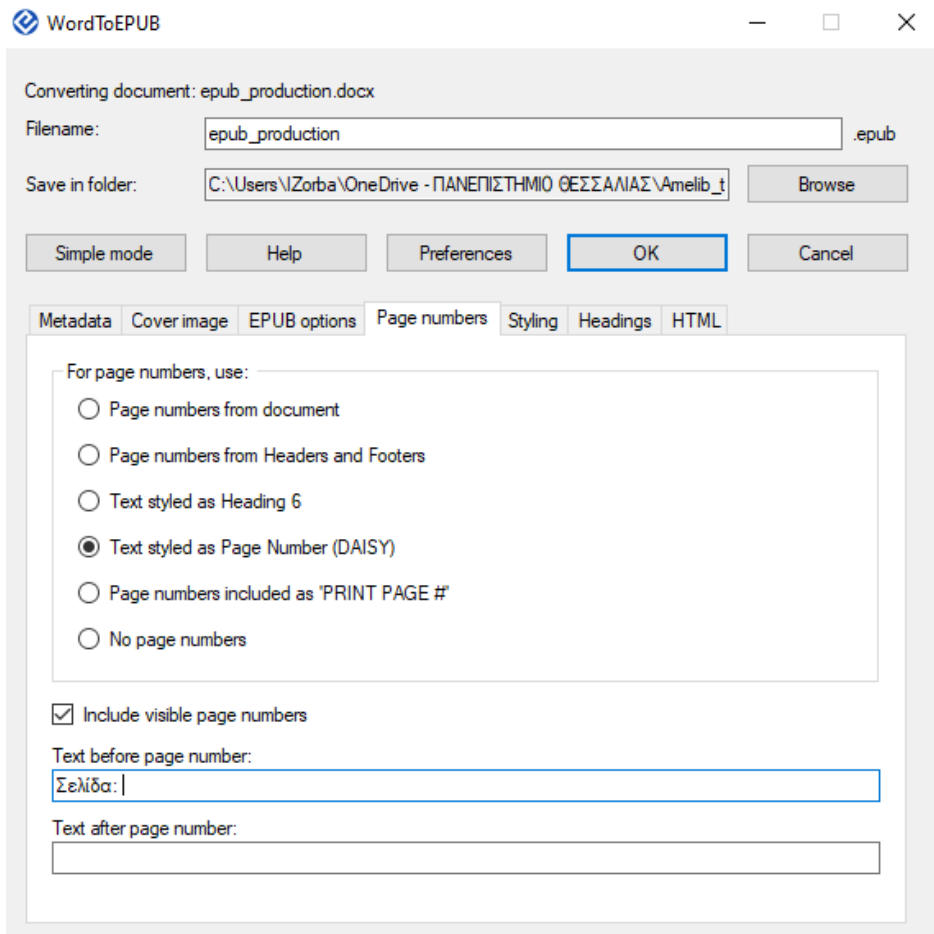 WordToEPUB
Converting document: epub_production.docx
Filename: epub_production .epub
Save in folder: C:\Users\IZorba\OneDrive - ΠΑΝΕΠΙΣΤΗΜΙΟ ΘΕΣΣΑΛΙΑΣ\Amelib_t Browse
Simple mode Help Preferences OK Cancel
Metadata Cover image EPUB options Page numbers Styling Headings HTML
For page numbers, use:
Page numbers from document
Page numbers from Headers and Footers
Text styled as Heading 6
Text styled as Page Number (DAISY)
Page numbers included as 'PRINT PAGE #'
No page numbers
Include visible page numbers
Text before page number:
Σελίδα:
Text after page number: